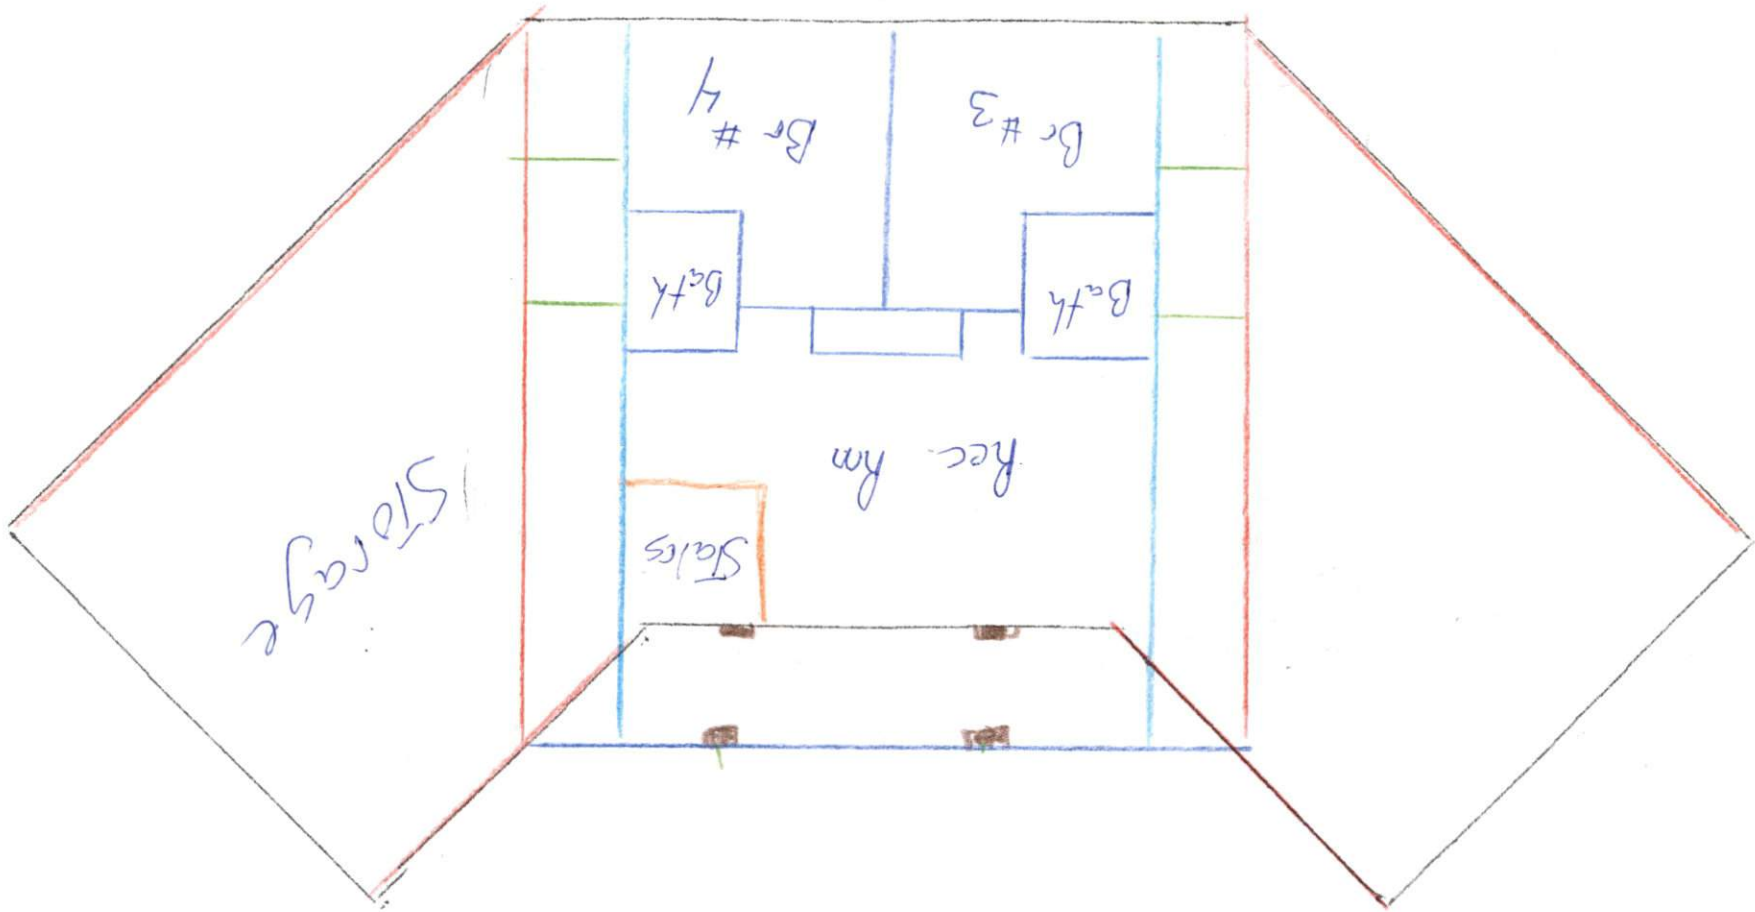 Storage
Stairs
Rec. Rm
Bath
Bath
Br #3
Br #
4